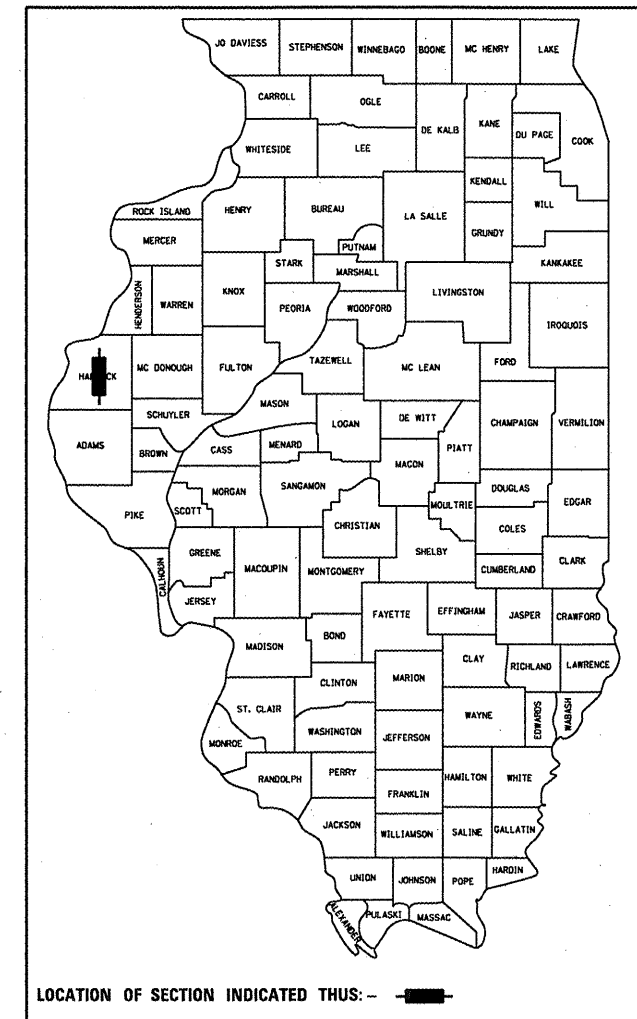 JO DAVIESS STEPHENSON WINNEBAGO BOONE MC HENRY LAKE
CARROLL OGLE DE KALB KANE DU PAGE COOK
WHITESIDE LEE KENDALL WILL
ROCK ISLAND HENRY BUREAU LA SALLE GRUNDY
MERCER PUTNAM
STARK MARSHALL KANKAKEE
HENDERSON WARREN KNOX PEORIA WOODFORD LIVINGSTON IROQUOIS
MC DONOUGH FULTON TAZEWELL MC LEAN FORD
SCHUYLER MASON LOGAN DE WITT CHAMPAIGN VERMILION
ADAMS BROWN CASS MENARD MACON PIATT
PIKE SCOTT MORGAN SANGAMON MOULTRIE DOUGLAS EDGAR
CHRISTIAN COLES
GREENE MACOUPIN MONTGOMERY SHELBY CUMBERLAND CLARK
CALHOUN JERSEY FAYETTE EFFINGHAM JASPER CRAWFORD
MADISON BOND CLAY RICHLAND LAWRENCE
CLINTON MARION
ST. CLAIR WAYNE EDWARDS WABASH
MONROE WASHINGTON JEFFERSON
RANDOLPH PERRY HAMILTON WHITE
FRANKLIN
JACKSON WILLIAMSON SALINE GALLATIN
UNION JOHNSON POPE HARDIN
ALEXANDER PULASKI MASSAC
LOCATION OF SECTION INDICATED THUS: –